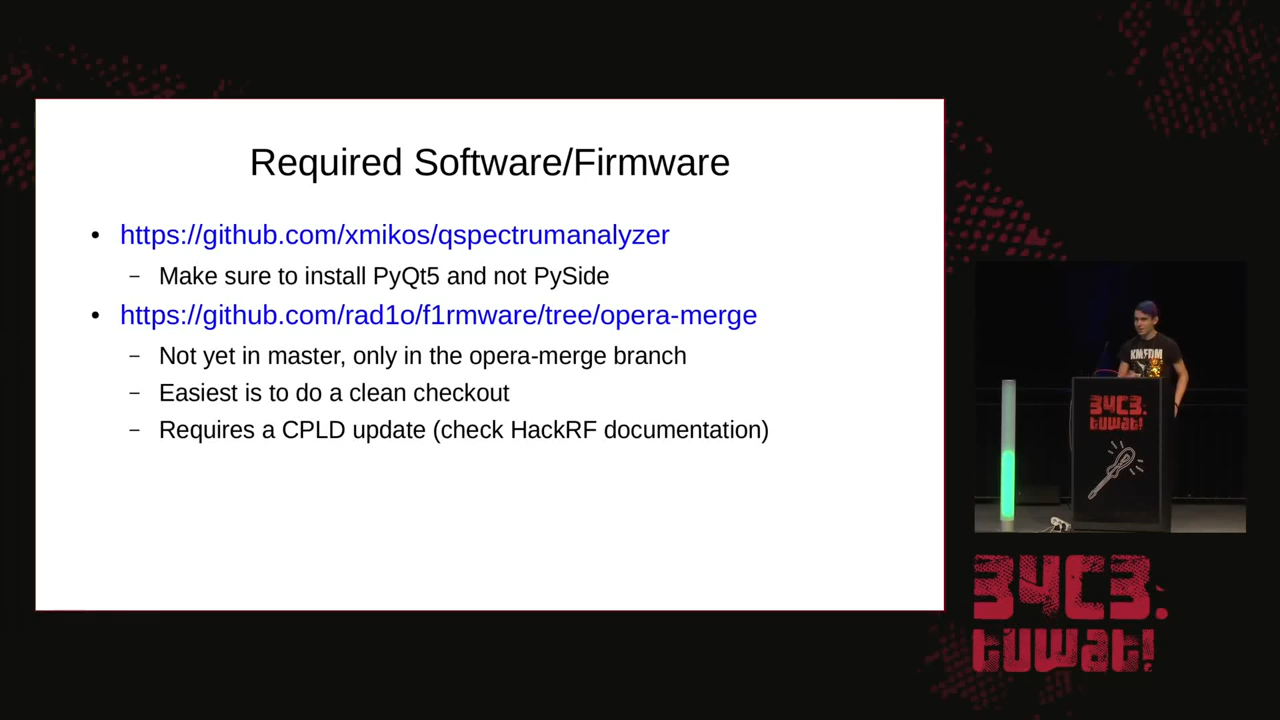 Required Software/Firmware
• https://github.com/xmikos/qspectrumanalyzer
– Make sure to install PyQt5 and not PySide
• https://github.com/rad1o/f1rmware/tree/opera-merge
– Not yet in master, only in the opera-merge branch
– Easiest is to do a clean checkout
– Requires a CPLD update (check HackRF documentation)
KMFDM
34C3.
tuwat!
34C3.
tuwat!